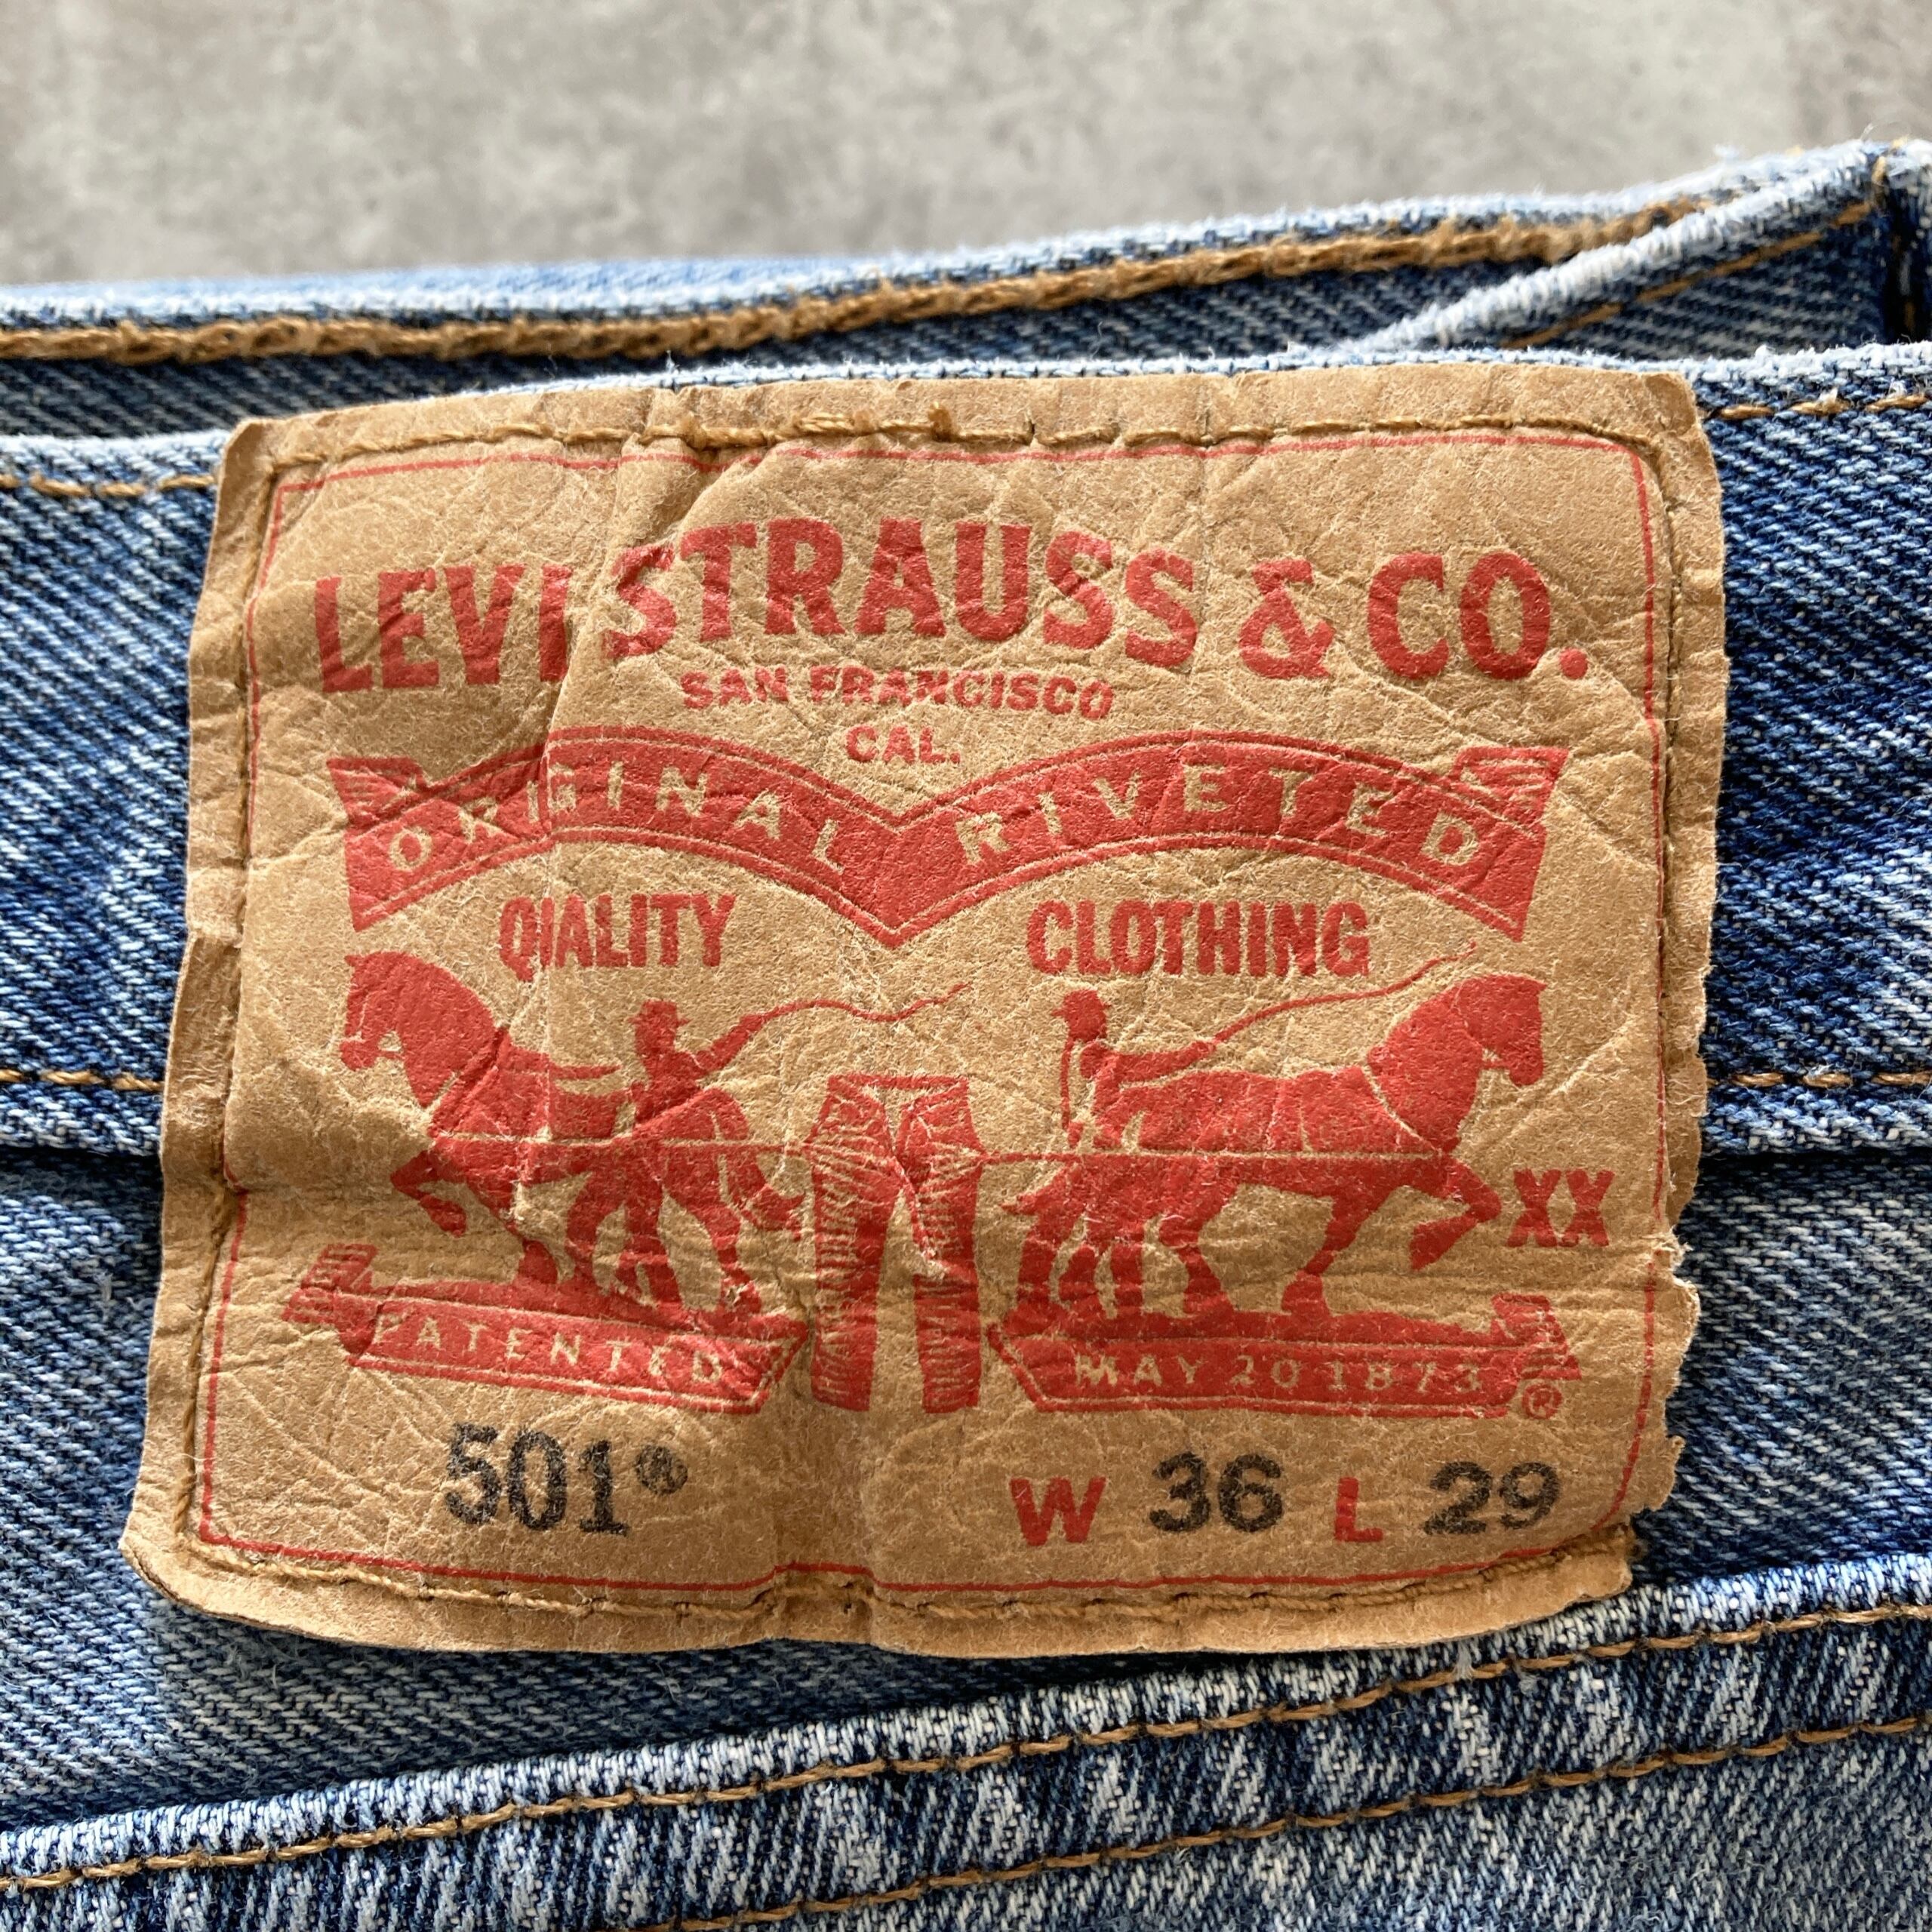 LEVI STRAUSS & CO.
SAN FRANCISCO
CAL.
ORIGINAL RIVETED
QUALITY CLOTHING
XX
PATENTED MAY 20 1873 ®
501® W 36 L 29